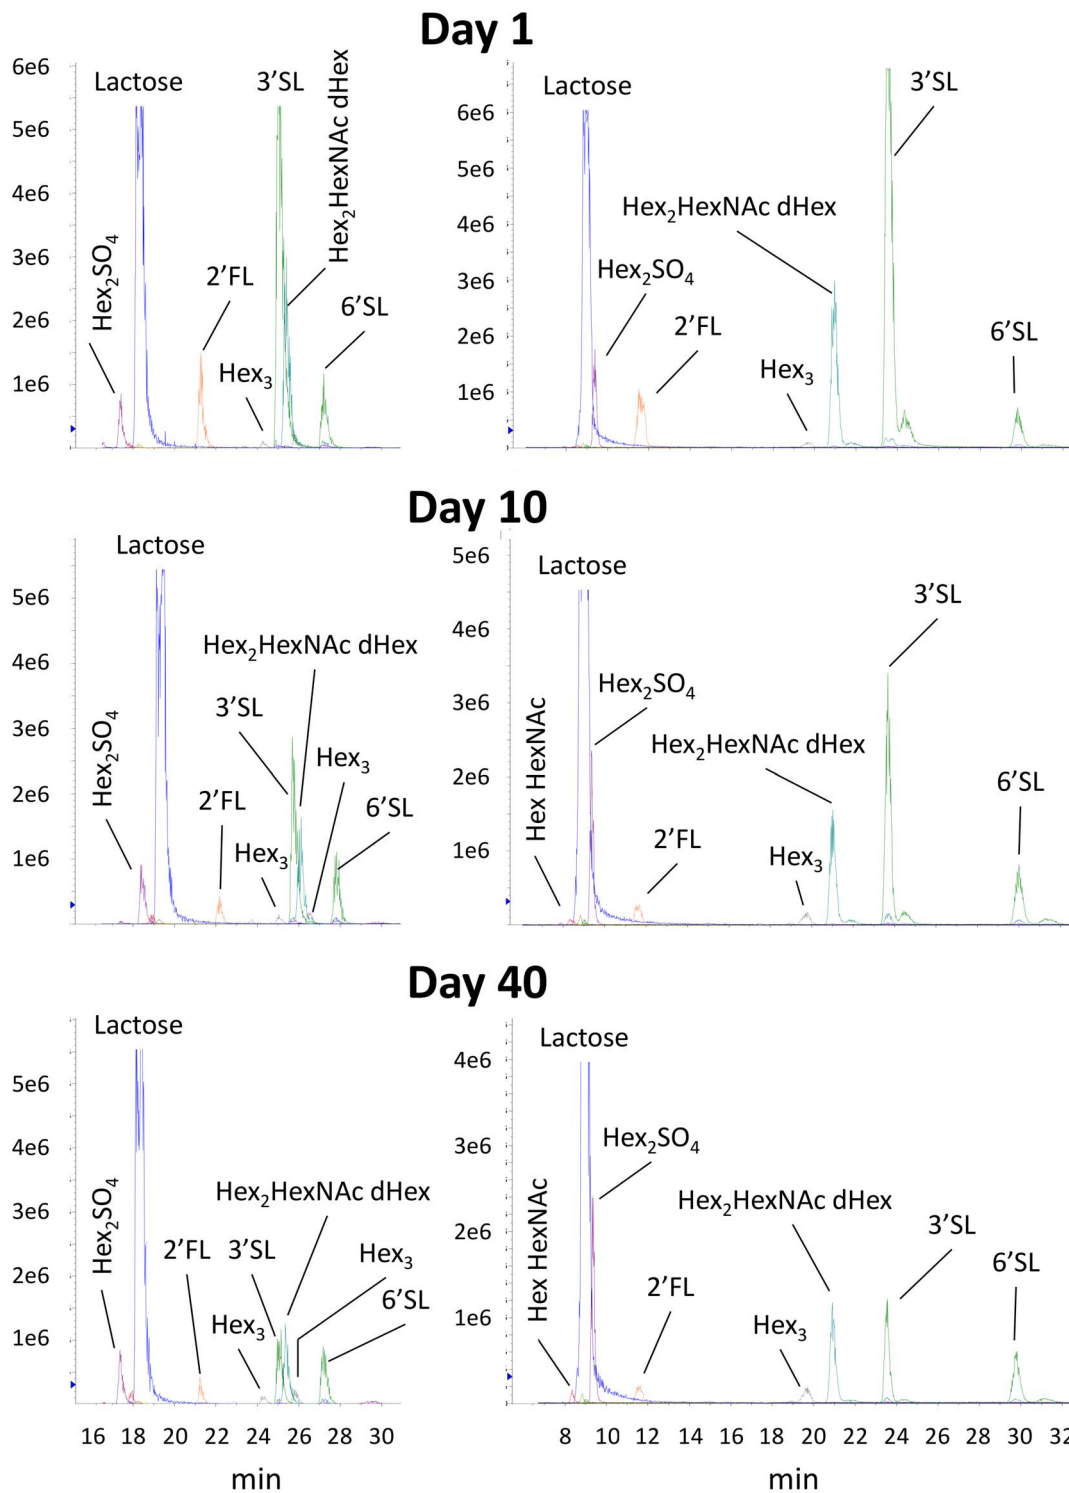 Day 1
6e6
5e6
4e6
3e6
2e6
1e6
Lactose
3’SL
Hex₂HexNAc dHex
Hex₂SO₄
2’FL
Hex₃
6’SL
6e6
5e6
4e6
3e6
2e6
1e6
Lactose
3’SL
Hex₂HexNAc dHex
Hex₂SO₄
2’FL
Hex₃
6’SL
Day 10
5e6
4e6
3e6
2e6
1e6
Lactose
Hex₂HexNAc dHex
3’SL
Hex₃
Hex₂SO₄
2’FL
6’SL
Hex₃
5e6
4e6
3e6
2e6
1e6
Lactose
3’SL
Hex₂SO₄
Hex₂HexNAc dHex
Hex HexNAc
2’FL
Hex₃
6’SL
Day 40
5e6
4e6
3e6
2e6
1e6
Lactose
Hex₂SO₄
Hex₂HexNAc dHex
2’FL
3’SL
Hex₃
Hex₃
6’SL
16 18 20 22 24 26 28 30
min
4e6
3e6
2e6
1e6
Lactose
Hex₂SO₄
Hex₂HexNAc dHex
Hex HexNAc
3’SL
2’FL
Hex₃
6’SL
8 10 12 14 16 18 20 22 24 26 28 30 32
min